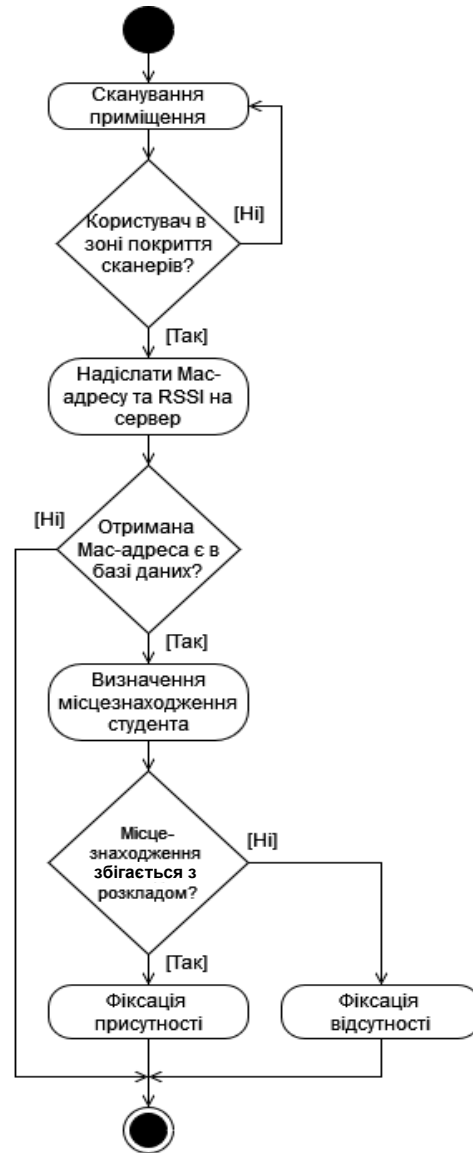 Сканування
приміщення
Користувач в
зоні покриття
сканерів?
[Ні]
[Так]
Надіслати Мас-
адресу та RSSI на
сервер
[Ні]
Отримана
Мас-адреса є в
базі даних?
[Так]
Визначення
місцезнаходження
студента
Місце-
знаходження
збігається з
розкладом?
[Ні]
[Так]
Фіксація
присутності
Фіксація
відсутності